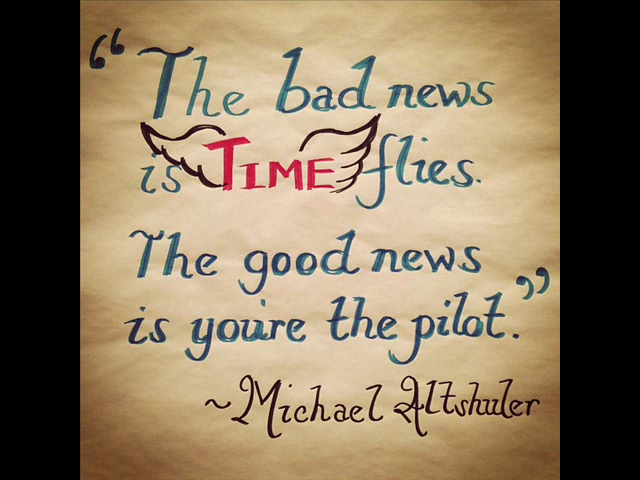 “The bad news
is TIME flies.
The good news
is you're the pilot.”
~Michael Altshuler